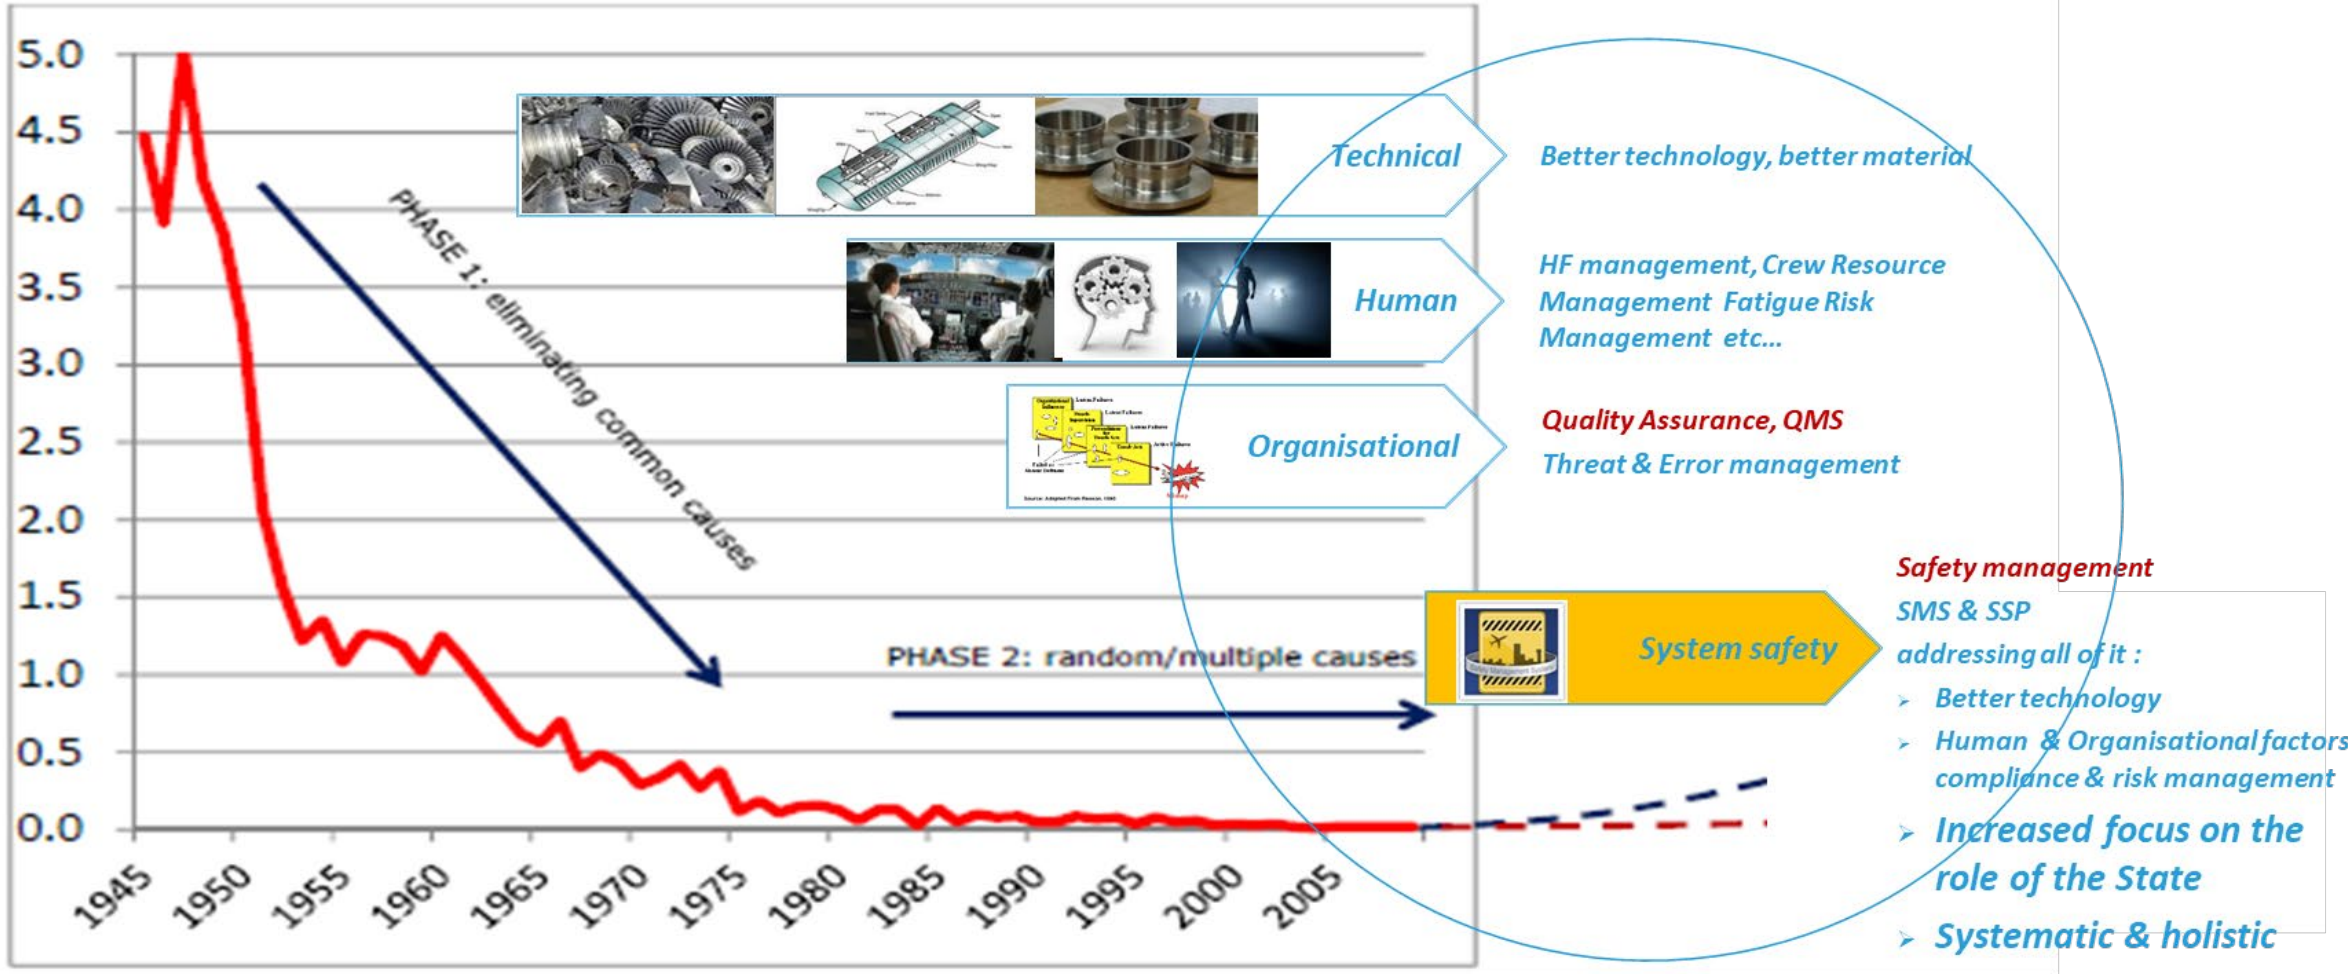 5.0
4.5
4.0
3.5
3.0
2.5
2.0
1.5
1.0
0.5
0.0
1945
1950
1955
1960
1965
1970
1975
1980
1985
1990
1995
2000
2005
PHASE 1: eliminating common causes
PHASE 2: random/multiple causes
Technical
Better technology, better material
Human
HF management, Crew Resource
Management Fatigue Risk
Management etc...
Organisational
Quality Assurance, QMS
Threat & Error management
System safety
Safety management
SMS & SSP
addressing all of it :
Better technology
Human & Organisational factors
compliance & risk management
Increased focus on the
role of the State
Systematic & holistic